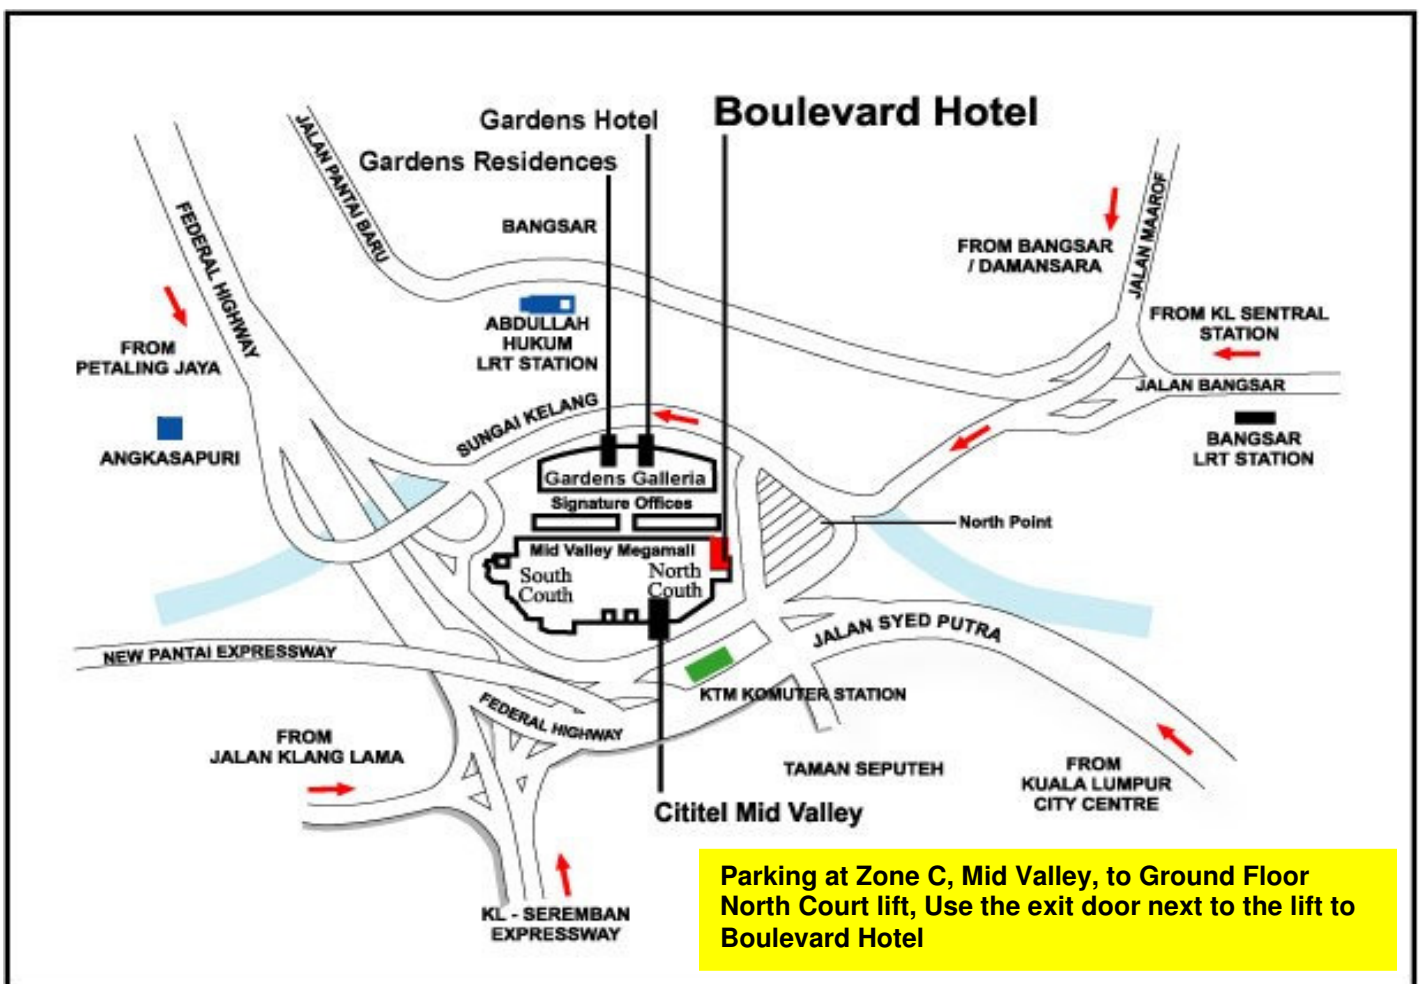 Boulevard Hotel
Gardens Hotel
Gardens Residences
JALAN PANTAI BARU
FEDERAL HIGHWAY
BANGSAR
JALAN MAAROF
FROM BANGSAR
/ DAMANSARA
FROM KL SENTRAL
STATION
ABDULLAH
HUKUM
LRT STATION
FROM
PETALING JAYA
JALAN BANGSAR
SUNGAI KELANG
ANGKASAPURI
BANGSAR
LRT STATION
Gardens Galleria
Signature Offices
North Point
Mid Valley Megamall
South
Couth
North
Couth
JALAN SYED PUTRA
NEW PANTAI EXPRESSWAY
KTM KOMUTER STATION
FEDERAL HIGHWAY
FROM
JALAN KLANG LAMA
TAMAN SEPUTEH
FROM
KUALA LUMPUR
CITY CENTRE
Cititel Mid Valley
KL - SEREMBAN
EXPRESSWAY
Parking at Zone C, Mid Valley, to Ground Floor
North Court lift, Use the exit door next to the lift to
Boulevard Hotel